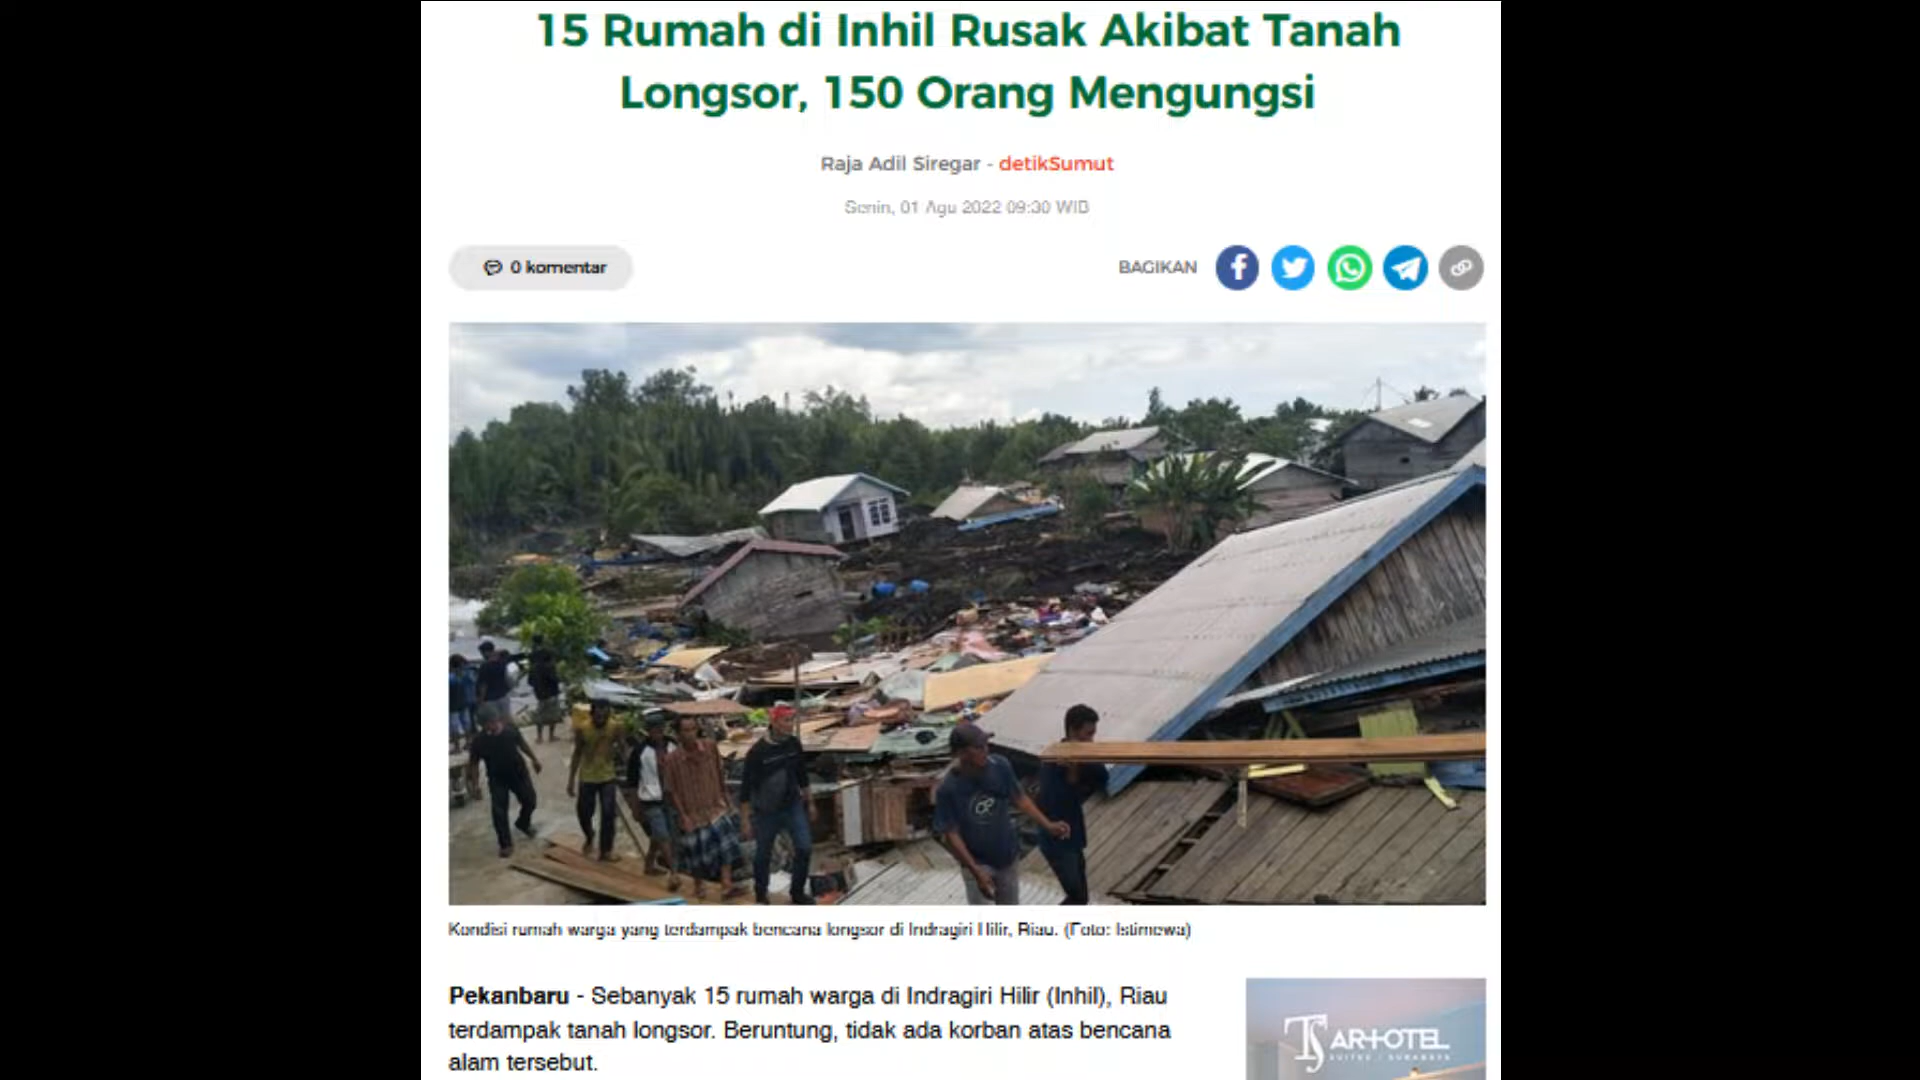 15 Rumah di Inhil Rusak Akibat Tanah
Longsor, 150 Orang Mengungsi
Raja Adil Siregar - detikSumut
Senin, 01 Agu 2022 09:30 WIB
0 komentar
BAGIKAN
Kondisi rumah warga yang terdampak bencana longsor di Indragiri Hilir, Riau. (Foto: Istimewa)
Pekanbaru - Sebanyak 15 rumah warga di Indragiri Hilir (Inhil), Riau
terdampak tanah longsor. Beruntung, tidak ada korban atas bencana
alam tersebut.
TS ARTOTEL
SUITES / SURABAYA